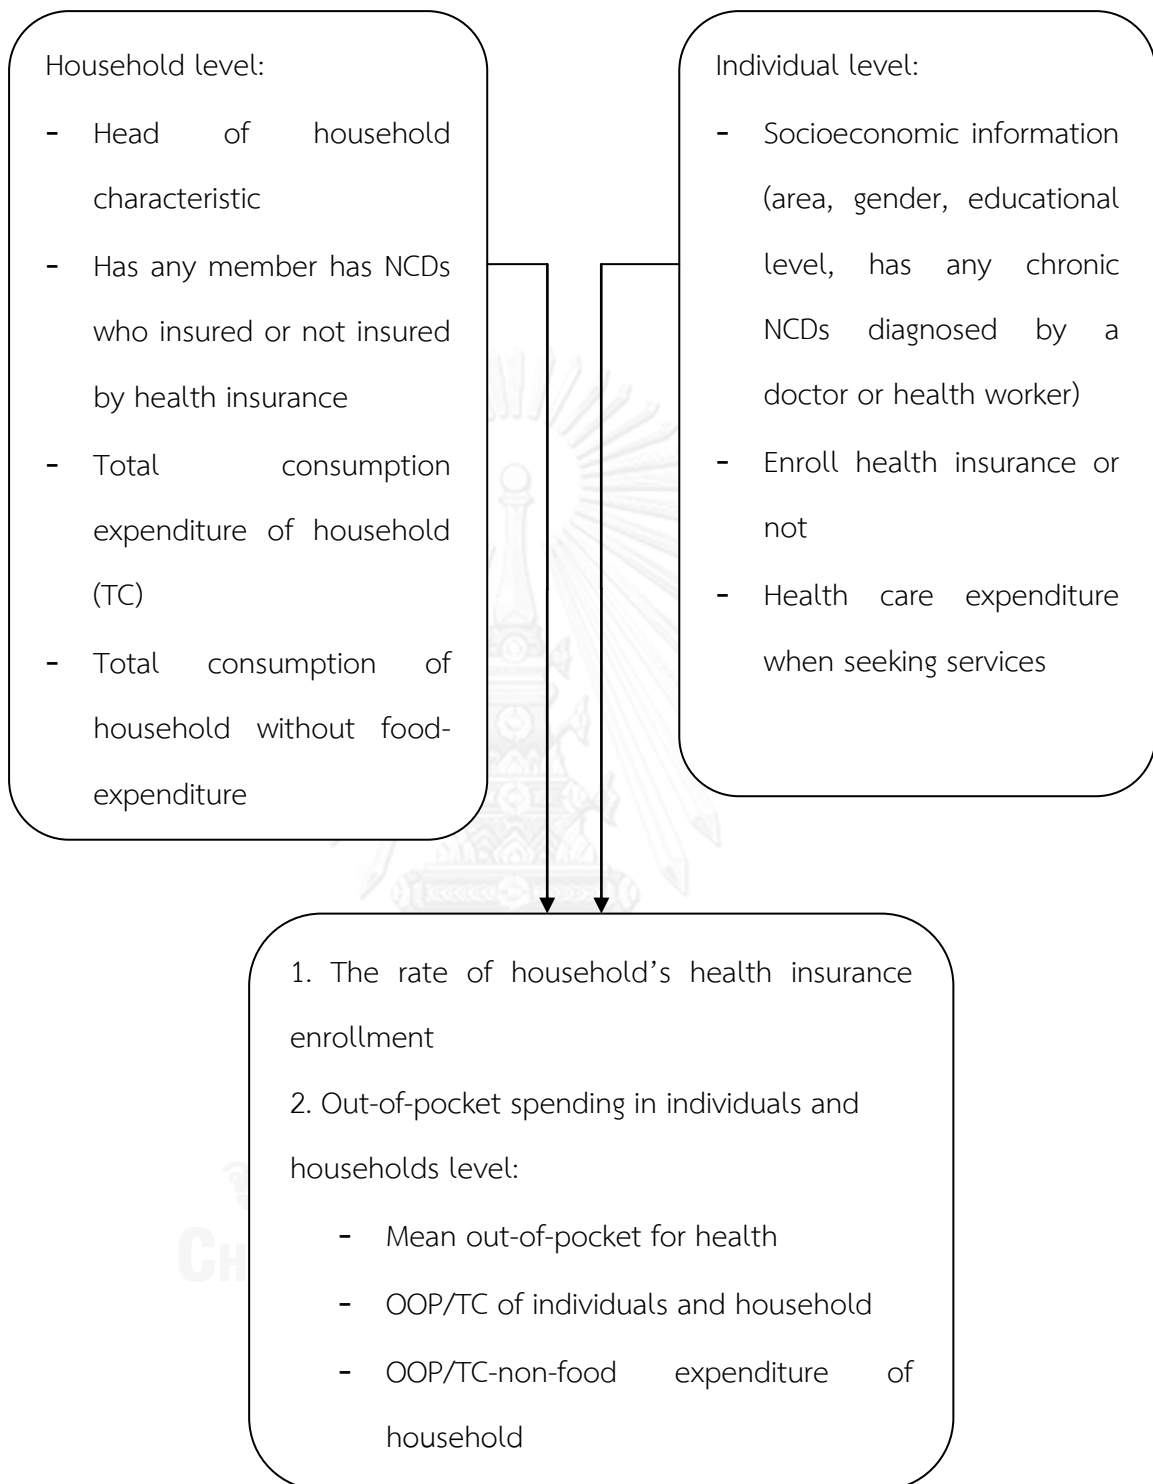 Household level:
- Head of household
characteristic
- Has any member has NCDs
who insured or not insured
by health insurance
- Total consumption
expenditure of household
(TC)
- Total consumption of
household without food-
expenditure
Individual level:
- Socioeconomic information
(area, gender, educational
level, has any chronic
NCDs diagnosed by a
doctor or health worker)
- Enroll health insurance or
not
- Health care expenditure
when seeking services
1. The rate of household’s health insurance
enrollment
2. Out-of-pocket spending in individuals and
households level:
- Mean out-of-pocket for health
- OOP/TC of individuals and household
- OOP/TC-non-food expenditure of
household